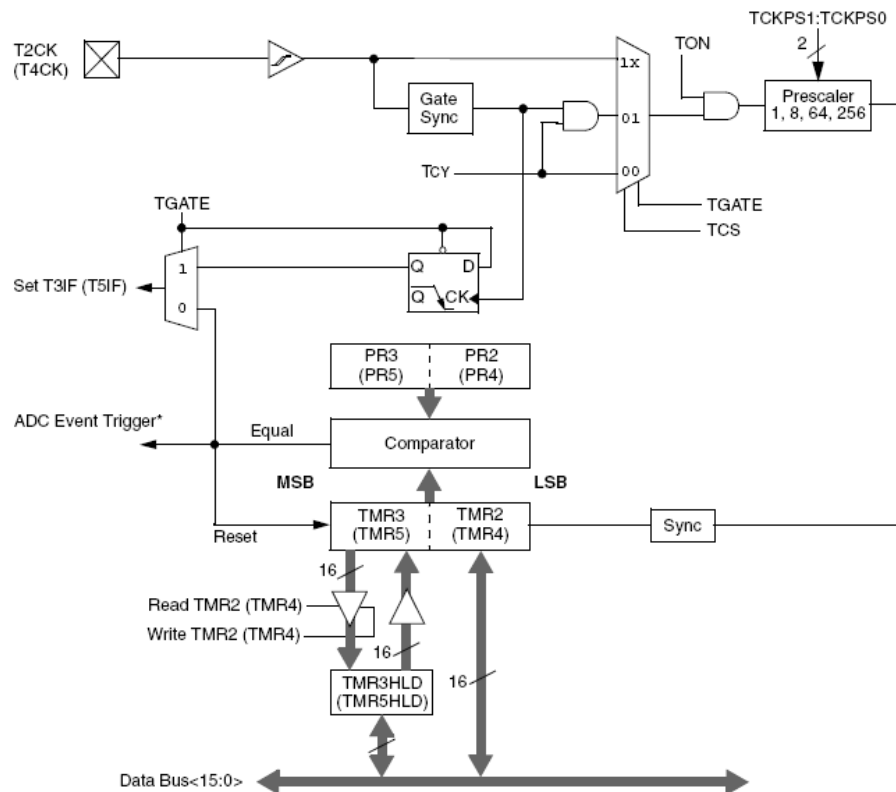 TCKPS1:TCKPS0
T2CK
(T4CK)
TON
2
1x
Gate
Sync
Prescaler
1, 8, 64, 256
01
TCY
00
TGATE
TGATE
TCS
1
Q
D
Set T3IF (T5IF)
Q
CK
0
PR3
(PR5)
PR2
(PR4)
ADC Event Trigger*
Equal
Comparator
MSB
LSB
TMR3
(TMR5)
TMR2
(TMR4)
Sync
Reset
16
Read TMR2 (TMR4)
Write TMR2 (TMR4)
16
16
TMR3HLD
(TMR5HLD)
Data Bus<15:0>